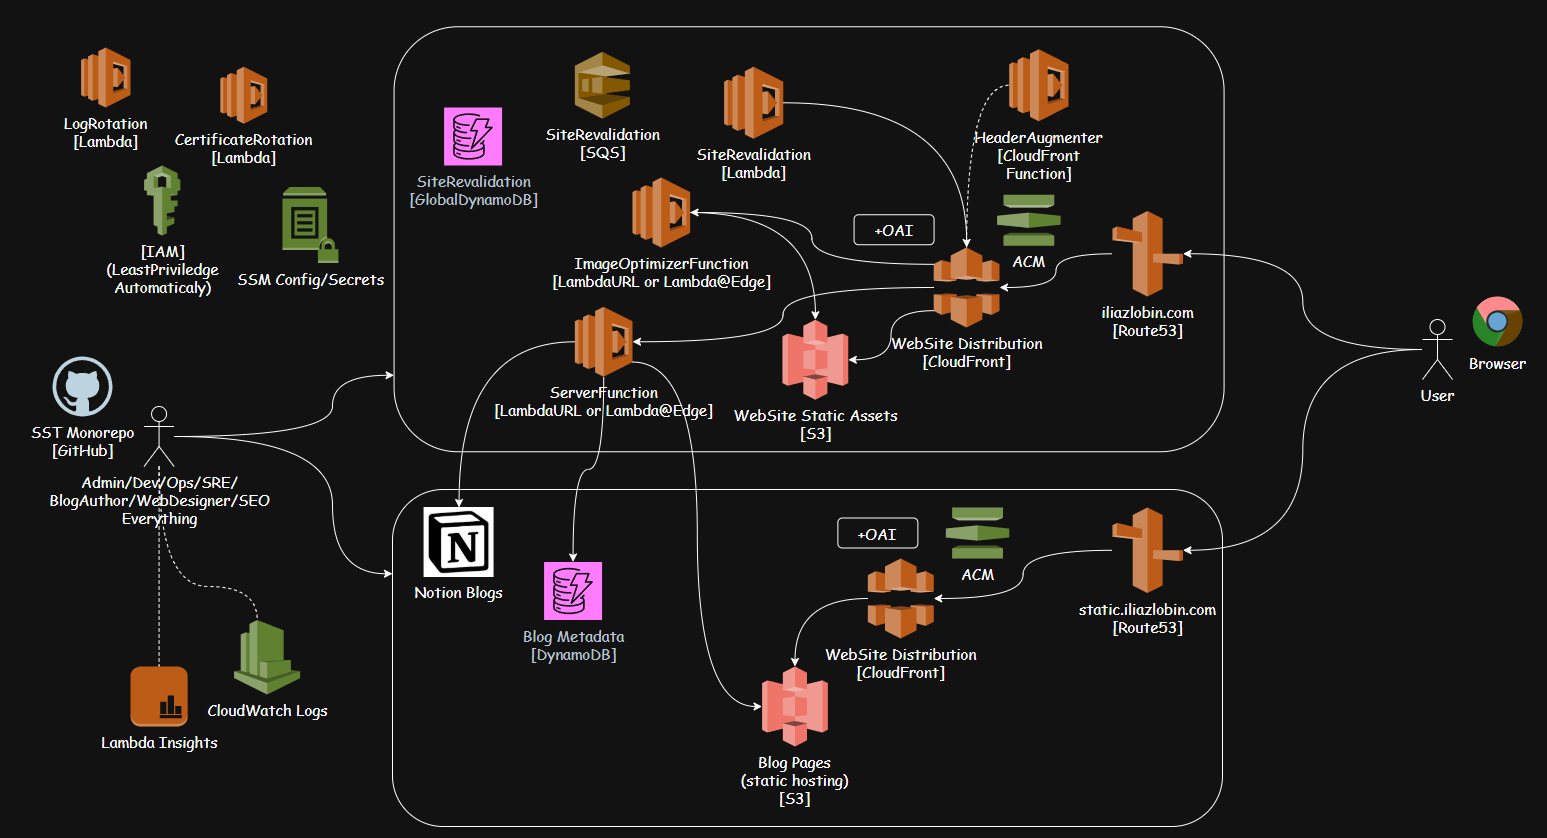 LogRotation
[Lambda]
CertificateRotation
[Lambda]
[IAM]
(LeastPriviledge
Automaticaly)
SSM Config/Secrets
SST Monorepo
[GitHub]
Admin/Dev/Ops/SRE/
BlogAuthor/WebDesigner/SEO
Everything
Lambda Insights
CloudWatch Logs
SiteRevalidation
[GlobalDynamoDB]
SiteRevalidation
[SQS]
SiteRevalidation
[Lambda]
HeaderAugmenter
[CloudFront
Function]
ImageOptimizerFunction
[LambdaURL or Lambda@Edge]
+OAI
ACM
iliazlobin.com
[Route53]
WebSite Distribution
[CloudFront]
ServerFunction
[LambdaURL or Lambda@Edge]
WebSite Static Assets
[S3]
User
Browser
N
Notion Blogs
Blog Metadata
[DynamoDB]
+OAI
ACM
static.iliazlobin.com
[Route53]
WebSite Distribution
[CloudFront]
Blog Pages
(static hosting)
[S3]